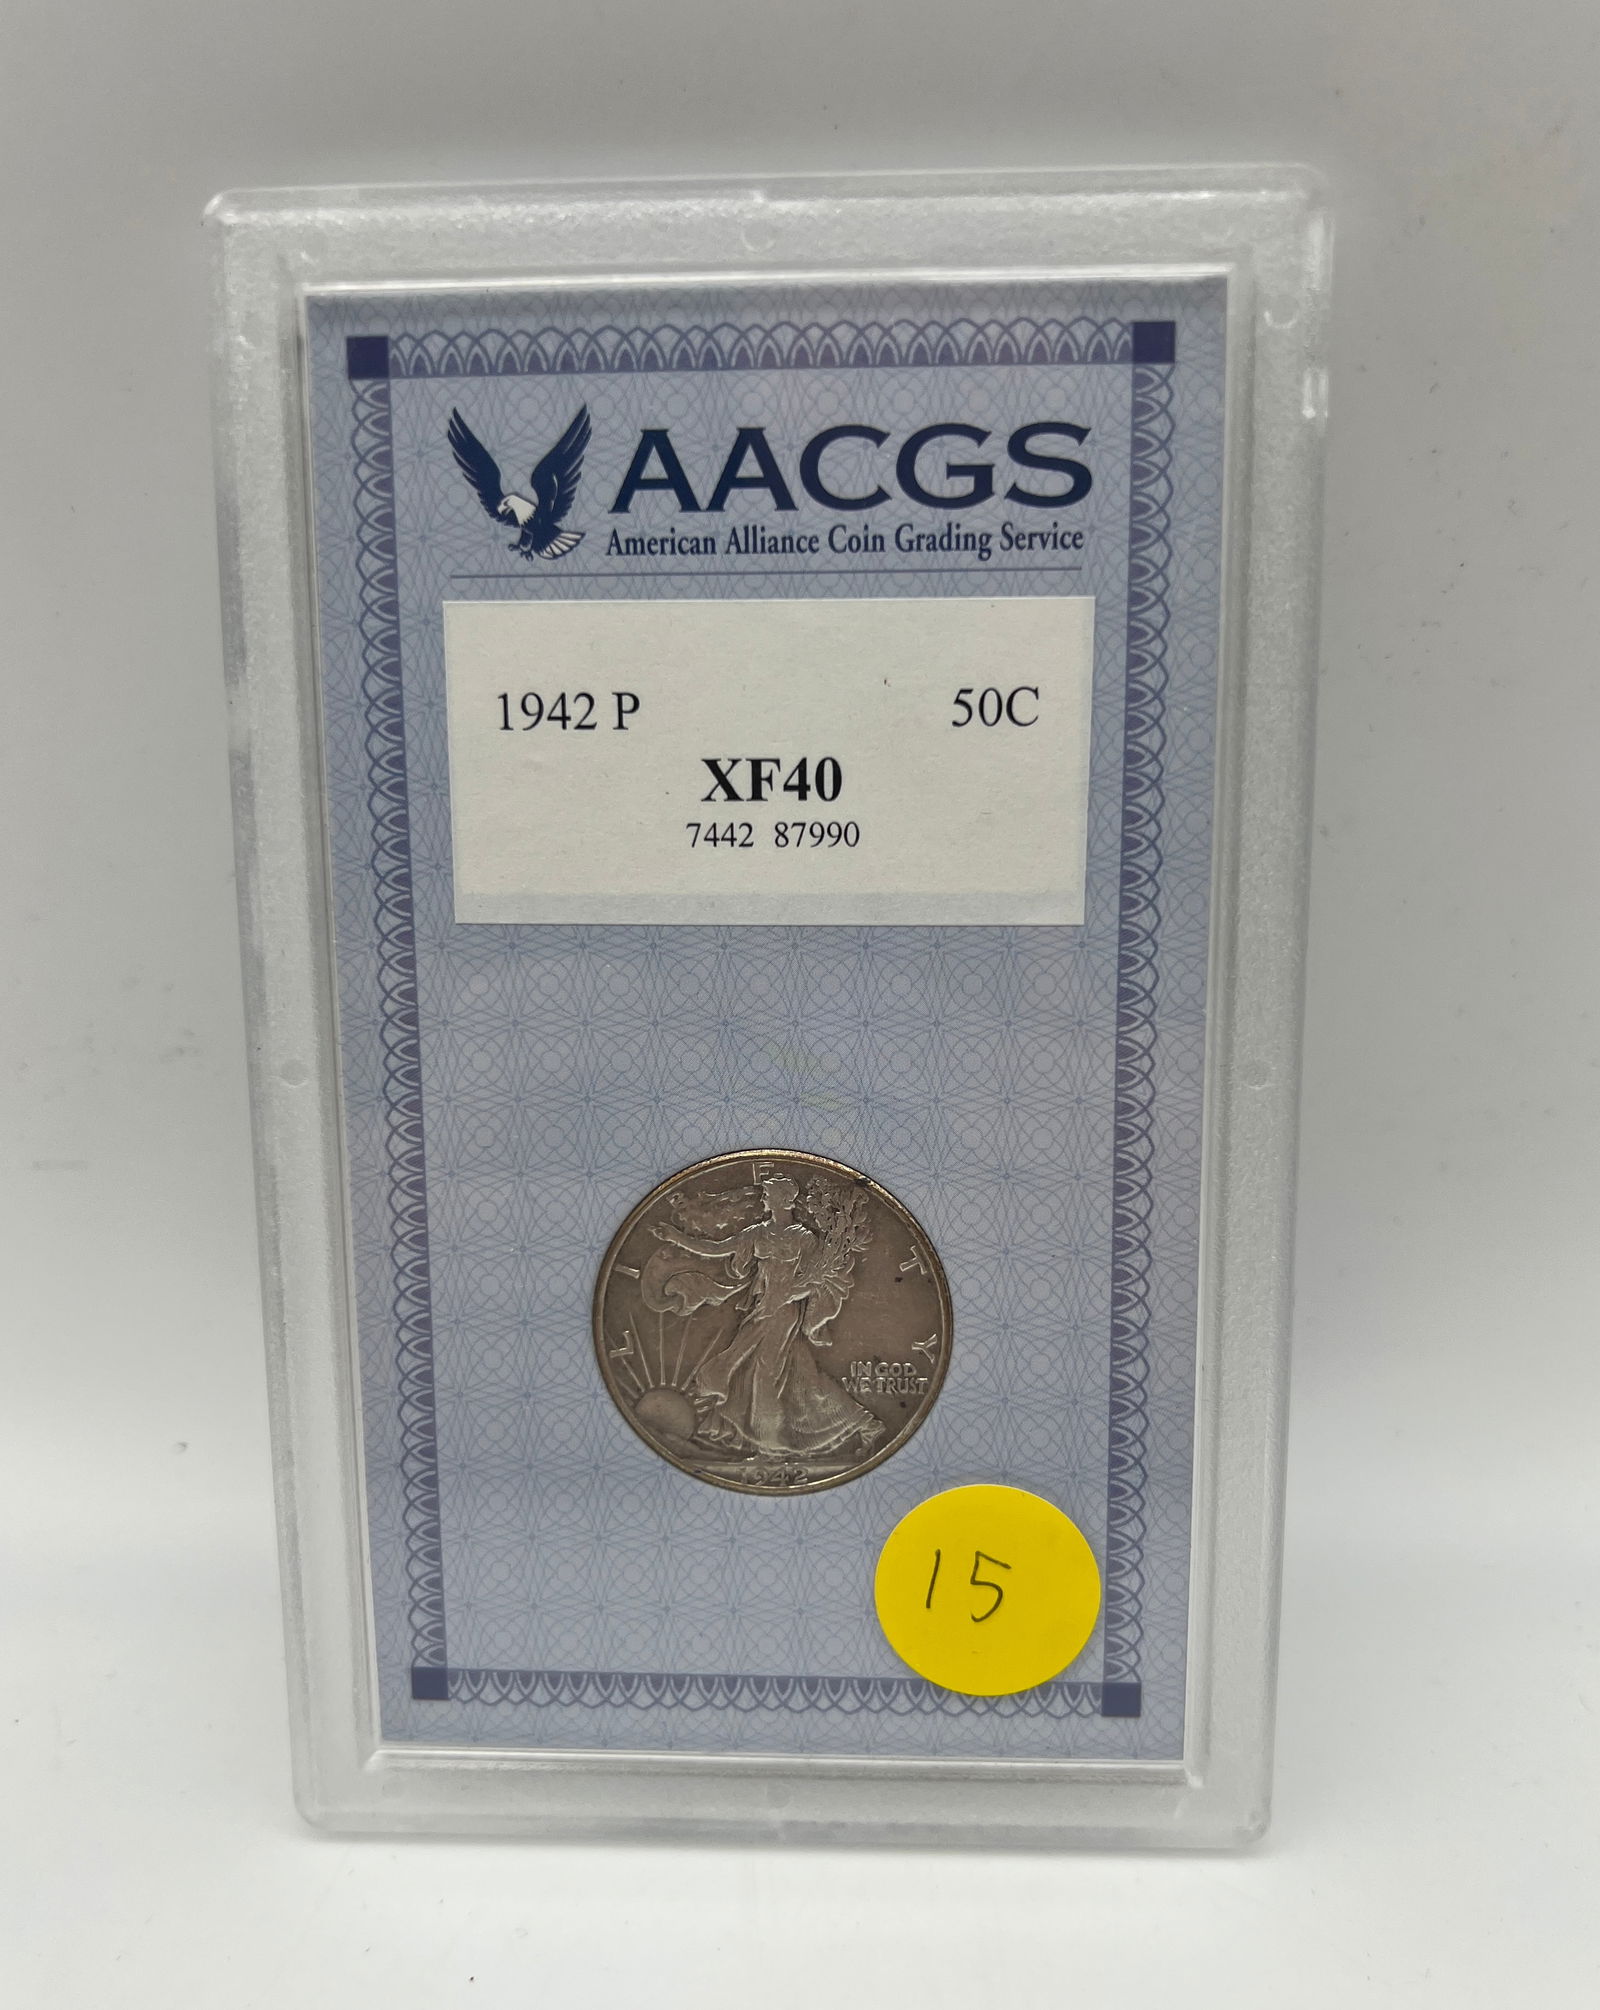 AACGS
American Alliance Coin Grading Service
1942 P 50C
XF40
7442 87990
LIBERTY
IN GOD
WE TRUST
1942
15